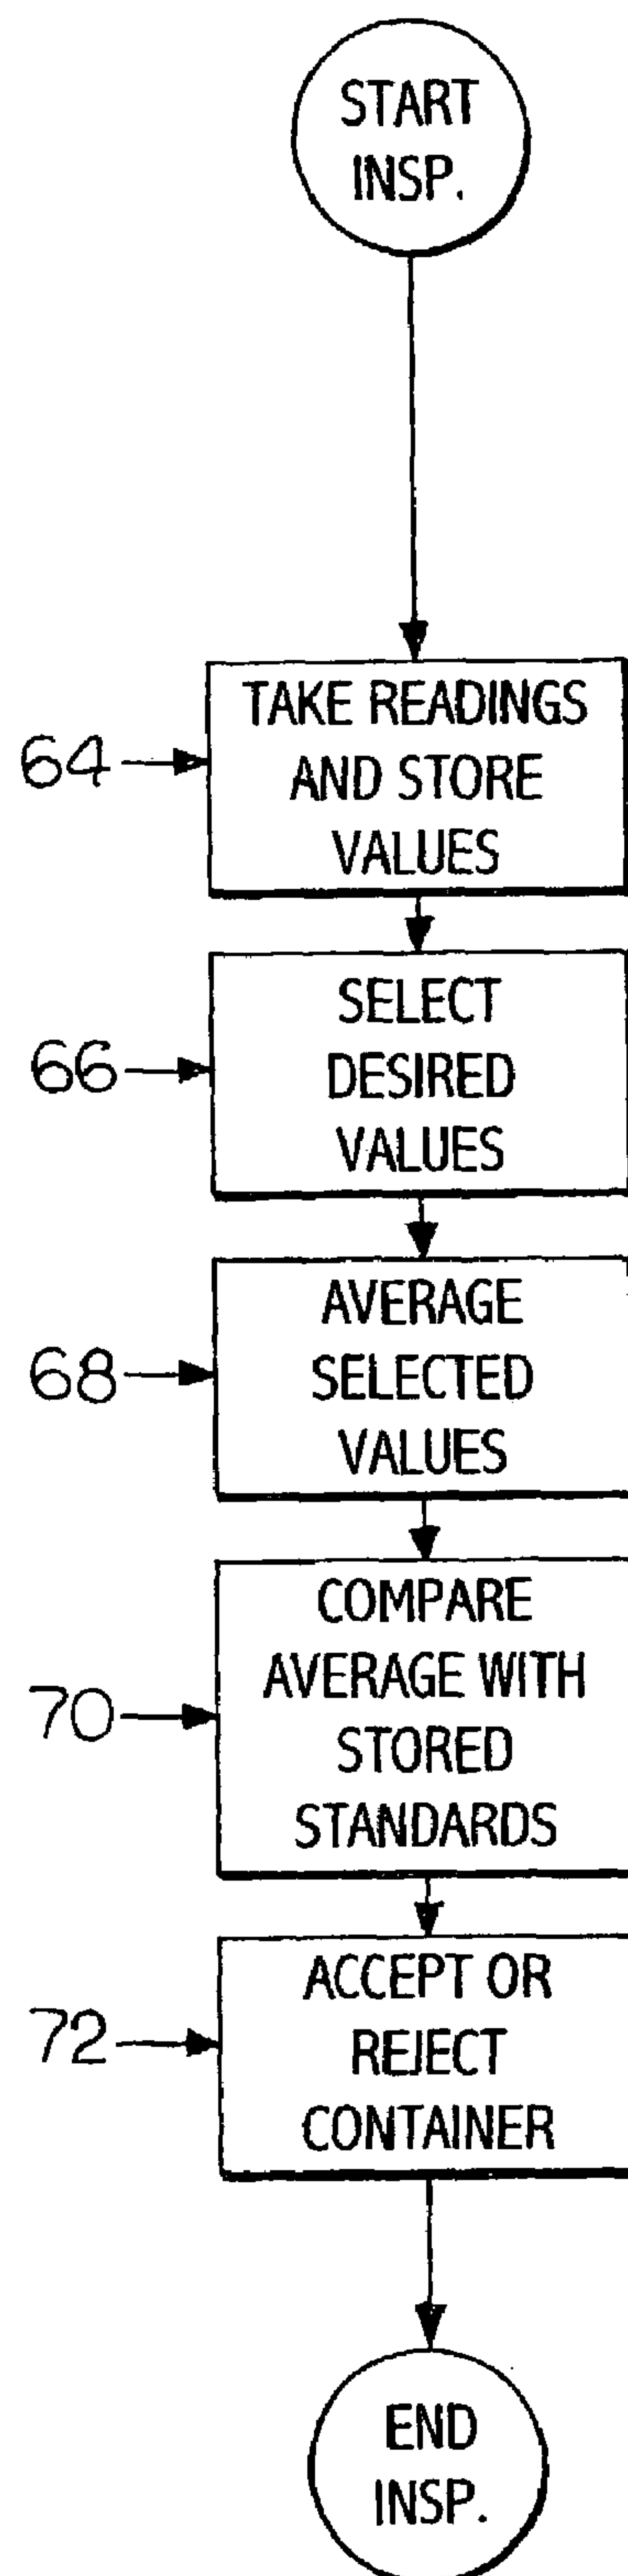 START
INSP.
64
TAKE READINGS
AND STORE
VALUES
66
SELECT
DESIRED
VALUES
68
AVERAGE
SELECTED
VALUES
70
COMPARE
AVERAGE WITH
STORED
STANDARDS
72
ACCEPT OR
REJECT
CONTAINER
END
INSP.